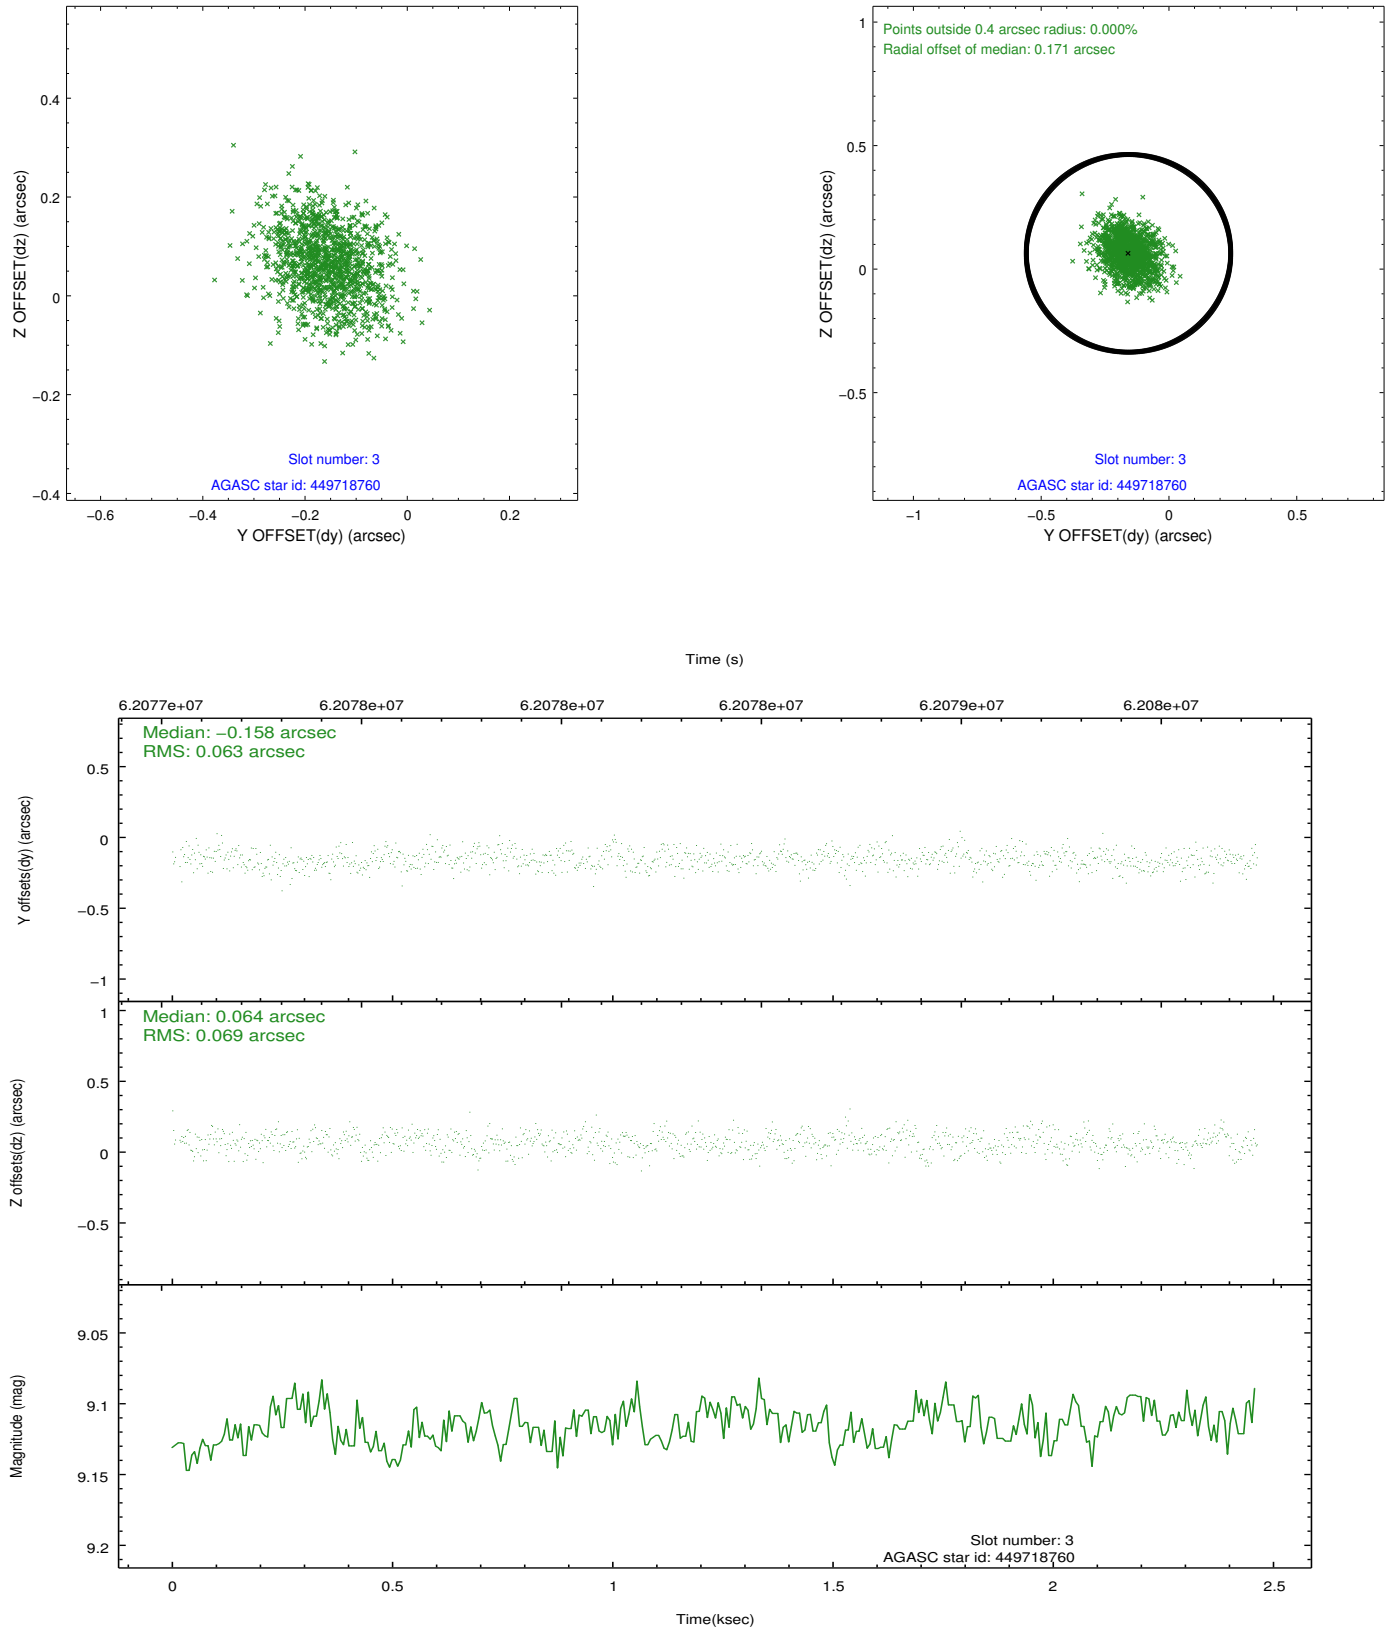 0.4
0.2
0
−0.2
−0.4
Z OFFSET(dz) (arcsec)
Slot number: 3
AGASC star id: 449718760
−0.6
−0.4
−0.2
0
0.2
Y OFFSET(dy) (arcsec)
Points outside 0.4 arcsec radius: 0.000%
Radial offset of median: 0.171 arcsec
1
0.5
0
−0.5
Z OFFSET(dz) (arcsec)
Slot number: 3
AGASC star id: 449718760
−1
−0.5
0
0.5
Y OFFSET(dy) (arcsec)
Time (s)
6.2077e+07
6.2078e+07
6.2078e+07
6.2078e+07
6.2079e+07
6.208e+07
Median: −0.158 arcsec
RMS: 0.063 arcsec
0.5
0
−0.5
−1
Y offsets(dy) (arcsec)
Median: 0.064 arcsec
RMS: 0.069 arcsec
1
0.5
0
−0.5
Z offsets(dz) (arcsec)
9.05
9.1
9.15
9.2
Magnitude (mag)
Slot number: 3
AGASC star id: 449718760
0
0.5
1
1.5
2
2.5
Time(ksec)